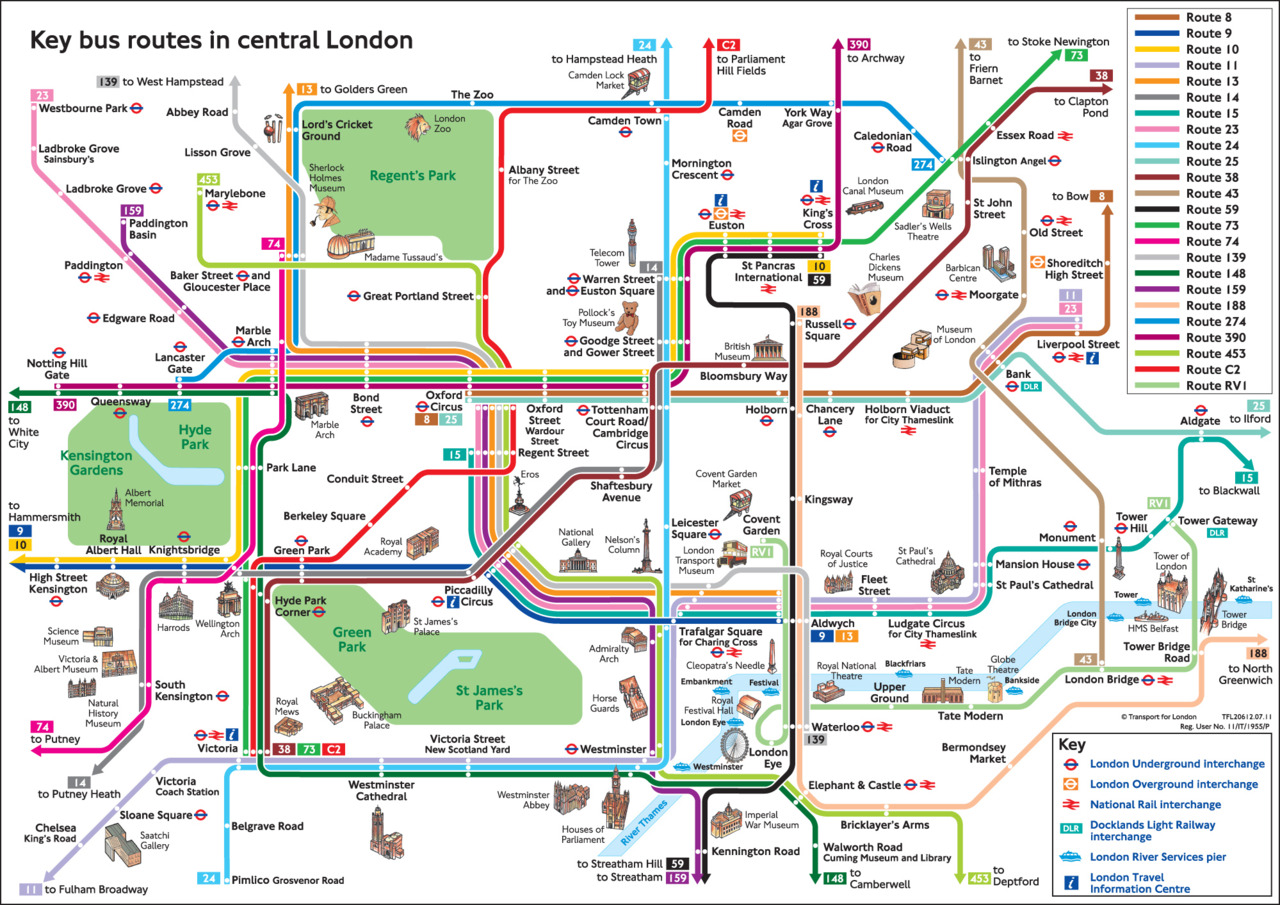 Key bus routes in central London
139 to West Hampstead
13 to Golders Green
24
to Hampstead Heath
C2
to Parliament
Hill Fields
390
to Archway
43
to
Friern
Barnet
to Stoke Newington
73
38
to Clapton
Pond
Route 8
Route 9
Route 10
Route 11
Route 13
Route 14
Route 15
Route 23
Route 24
Route 25
Route 38
Route 43
Route 59
Route 73
Route 74
Route 139
Route 148
Route 159
Route 188
Route 274
Route 390
Route 453
Route C2
Route RV1
23
Westbourne Park
Ladbroke Grove
Sainsbury's
Ladbroke Grove
Abbey Road
Lisson Grove
Lord's Cricket
Ground
The Zoo
London
Zoo
Camden Lock
Market
Camden Town
Camden
Road
York Way
Agar Grove
Caledonian
Road
274
Essex Road
Islington Angel
453
Marylebone
159
Paddington
Basin
Paddington
Edgware Road
Sherlock
Holmes
Museum
Regent's Park
Albany Street
for The Zoo
Mornington
Crescent
London
Canal Museum
Sadler's Wells
Theatre
St John
Street
to Bow
8
Old Street
Shoreditch
High Street
74
Madame Tussaud's
Baker Street and
Gloucester Place
Great Portland Street
Telecom
Tower
14
Warren Street
and Euston Square
Euston
King's
Cross
St Pancras
International
10
59
Charles
Dickens
Museum
Barbican
Centre
Moorgate
11
23
Liverpool Street
Pollock's
Toy Museum
Goodge Street
and Gower Street
188
Russell
Square
British
Museum
Bloomsbury Way
Museum
of London
Bank
DLR
Marble
Arch
Notting Hill
Gate
Lancaster
Gate
148
to
White
City
390
Queensway
274
Bond
Street
Marble
Arch
Oxford
Circus
8
25
Oxford
Street
Wardour
Street
Regent Street
Tottenham
Court Road/
Cambridge
Circus
Holborn
Chancery
Lane
Holborn Viaduct
for City Thameslink
Aldgate
25
to Ilford
Hyde
Park
Kensington
Gardens
Park Lane
15
Eros
Conduit Street
Shaftesbury
Avenue
Covent Garden
Market
Kingsway
Temple
of Mithras
15
to Blackwall
to
Hammersmith
9
10
Albert
Memorial
Royal
Albert Hall
Knightsbridge
Berkeley Square
Green Park
Royal
Academy
National
Gallery
Nelson's
Column
Leicester
Square
Covent
Garden
RV1
London
Transport
Museum
Royal Courts
of Justice
St Paul's
Cathedral
Fleet
Street
Monument
Mansion House
St Paul's Cathedral
RV1
Tower
Hill
Tower Gateway
DLR
Tower of
London
St
Katharine's
High Street
Kensington
Harrods
Wellington
Arch
Hyde Park
Corner
Piccadilly
Circus
Aldwych
9
13
Ludgate Circus
for City Thameslink
London
Bridge City
Tower
HMS Belfast
Tower
Bridge
Science
Museum
Victoria &
Albert Museum
Natural
History
Museum
South
Kensington
Green
Park
St James's
Palace
St James's
Park
Admiralty
Arch
Horse
Guards
Trafalgar Square
for Charing Cross
Cleopatra's Needle
Embankment
Festival
Royal
Festival Hall
London Eye
Royal National
Theatre
Blackfriars
Upper
Ground
Tate
Modern
Globe
Theatre
Bankside
Tate Modern
43
London Bridge
Tower Bridge
Road
188
to North
Greenwich
74
to Putney
14
to Putney Heath
Royal
Mews
Buckingham
Palace
Victoria
38
73
C2
Victoria Street
New Scotland Yard
Westminster
Westminster
London
Eye
Waterloo
139
Bermondsey
Market
© Transport for London
TFL20612.07.11
Reg. User No. 11/IT/1955/P
Victoria
Coach Station
Sloane Square
Chelsea
King's Road
Saatchi
Gallery
Belgrave Road
Westminster
Cathedral
Westminster
Abbey
Houses of
Parliament
River Thames
Imperial
War Museum
Elephant & Castle
Bricklayer's Arms
Kennington Road
Walworth Road
Cuming Museum and Library
11 to Fulham Broadway
24 Pimlico Grosvenor Road
to Streatham Hill 59
to Streatham 159
148 to
Camberwell
453 to
Deptford
Key
London Underground interchange
London Overground interchange
National Rail interchange
DLR Docklands Light Railway
interchange
London River Services pier
London Travel
Information Centre